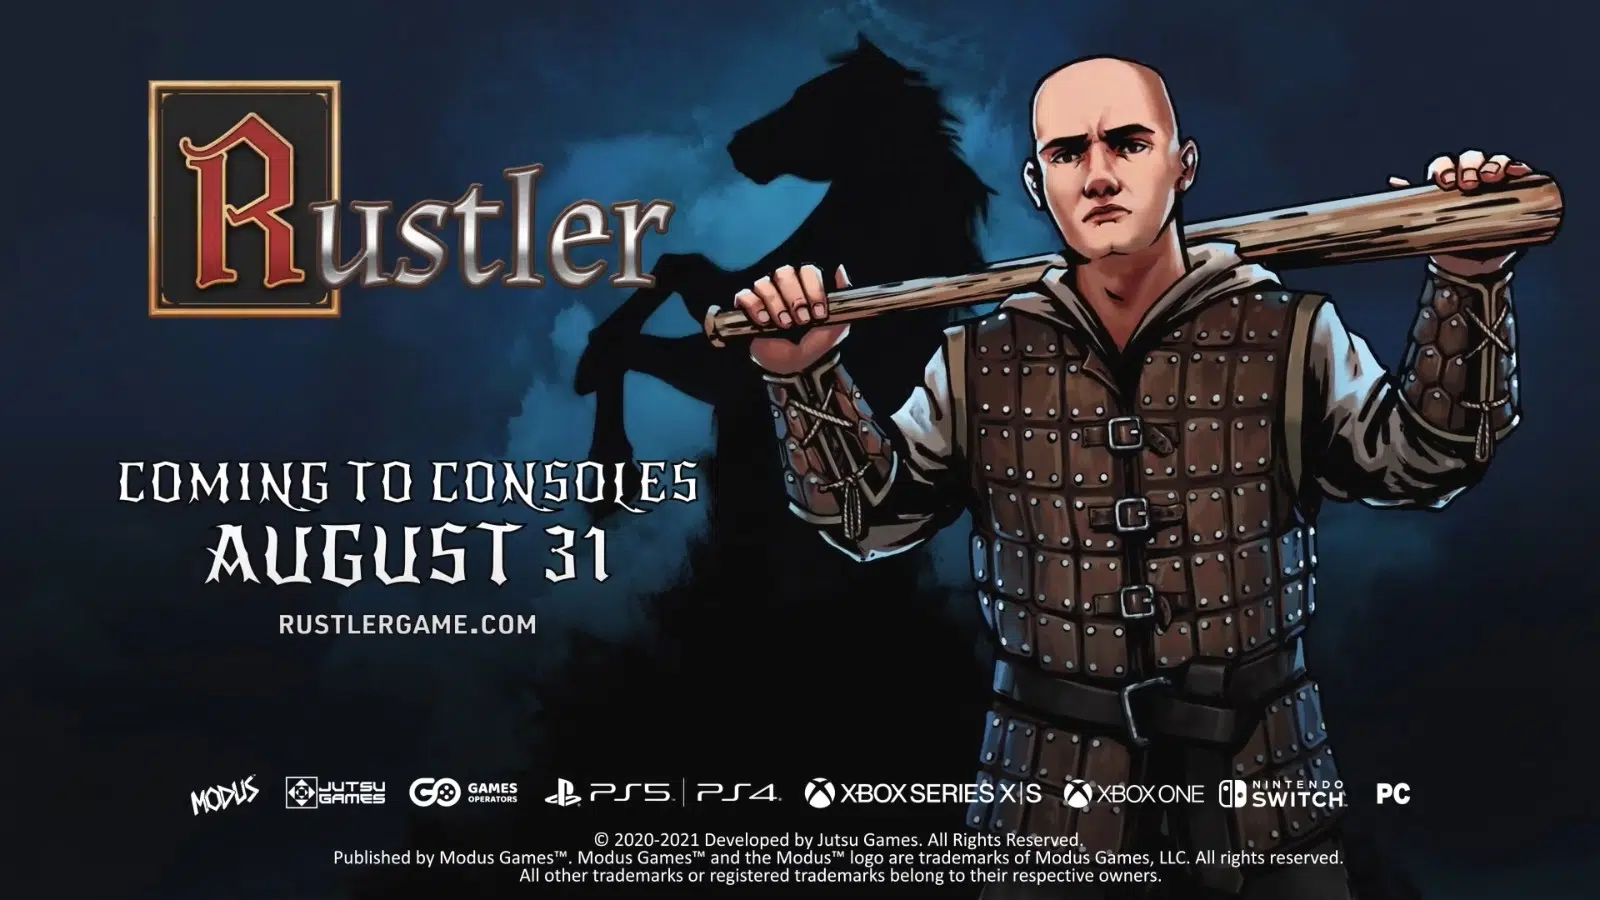 Rustler
COMING TO CONSOLES
AUGUST 31
RUSTLERGAME.COM
MODUS JUTSU GAMES GO GAMES OPERATORS PS5 | PS4 XBOX SERIES X|S XBOX ONE NINTENDO SWITCH™ PC
© 2020-2021 Developed by Jutsu Games. All Rights Reserved.
Published by Modus Games™. Modus Games™ and the Modus™ logo are trademarks of Modus Games, LLC. All rights reserved.
All other trademarks or registered trademarks belong to their respective owners.